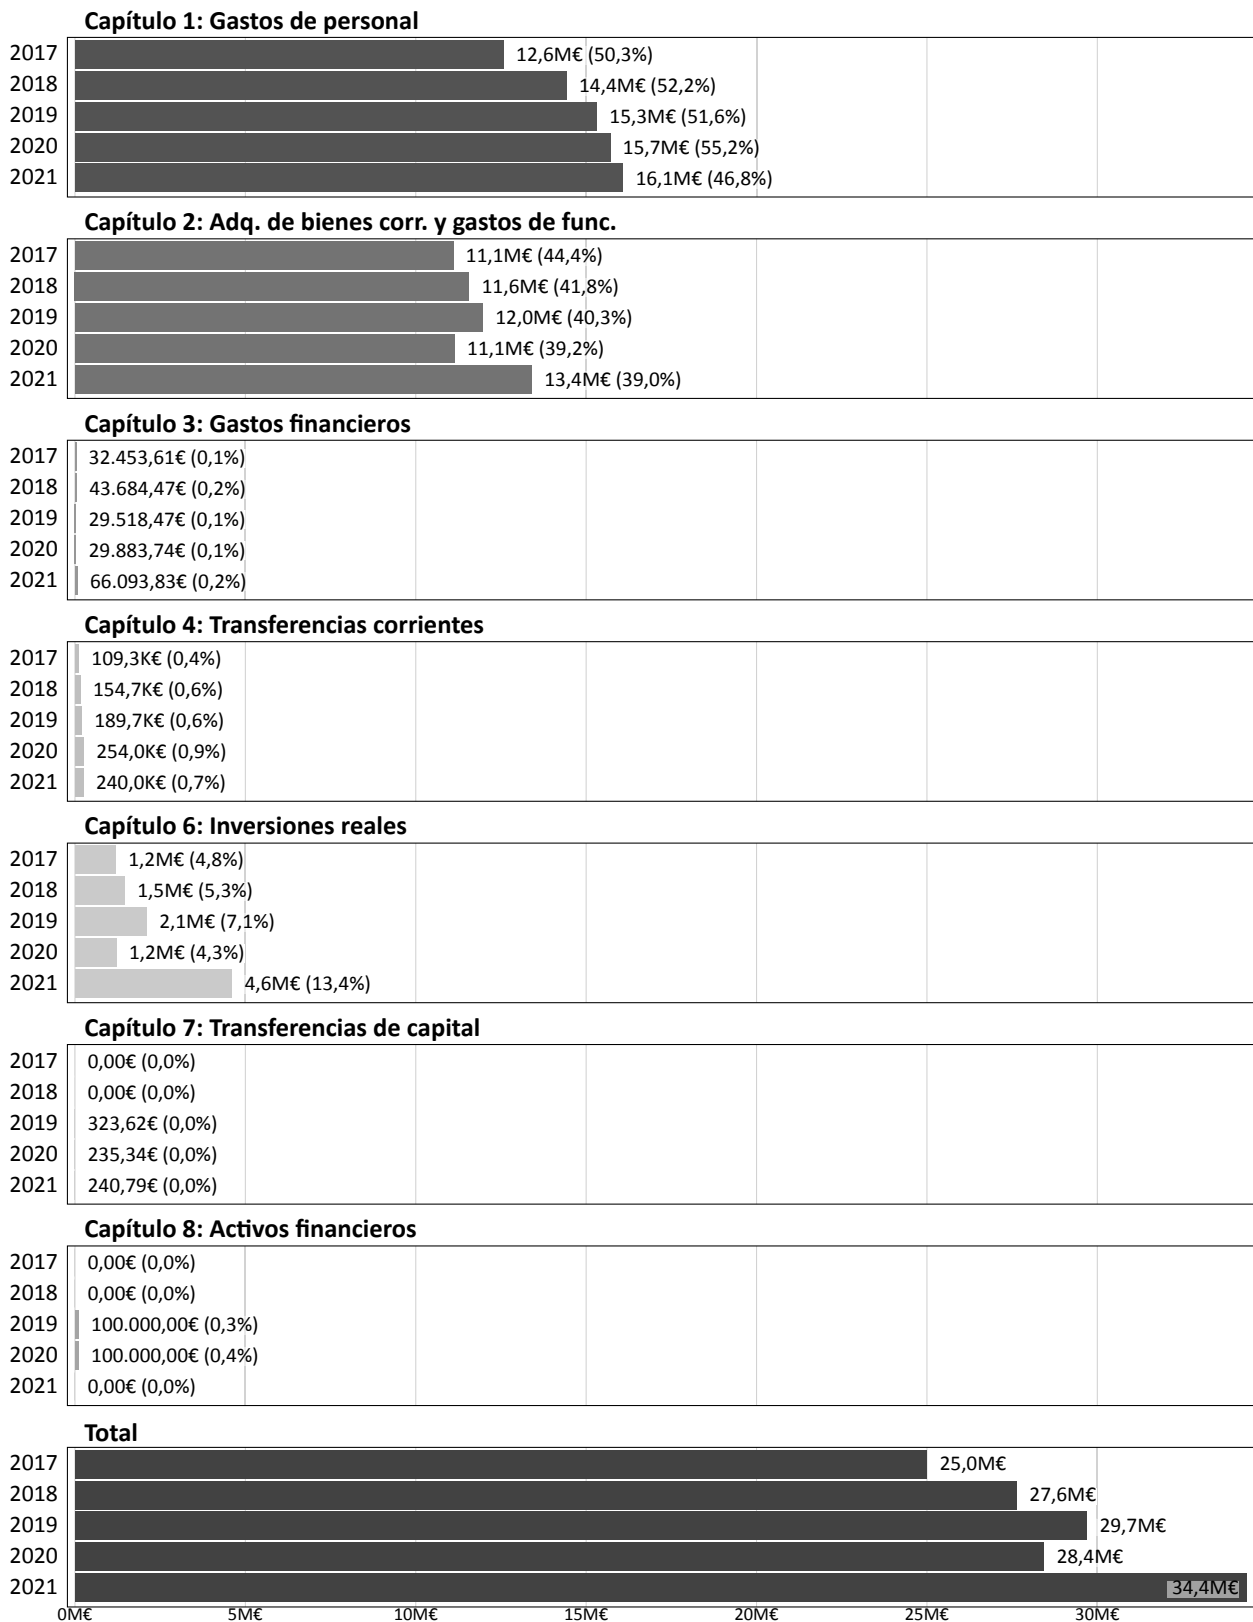 Capítulo 1: Gastos de personal
2017 12,6M€ (50,3%)
2018 14,4M€ (52,2%)
2019 15,3M€ (51,6%)
2020 15,7M€ (55,2%)
2021 16,1M€ (46,8%)
Capítulo 2: Adq. de bienes corr. y gastos de func.
2017 11,1M€ (44,4%)
2018 11,6M€ (41,8%)
2019 12,0M€ (40,3%)
2020 11,1M€ (39,2%)
2021 13,4M€ (39,0%)
Capítulo 3: Gastos financieros
2017 32.453,61€ (0,1%)
2018 43.684,47€ (0,2%)
2019 29.518,47€ (0,1%)
2020 29.883,74€ (0,1%)
2021 66.093,83€ (0,2%)
Capítulo 4: Transferencias corrientes
2017 109,3K€ (0,4%)
2018 154,7K€ (0,6%)
2019 189,7K€ (0,6%)
2020 254,0K€ (0,9%)
2021 240,0K€ (0,7%)
Capítulo 6: Inversiones reales
2017 1,2M€ (4,8%)
2018 1,5M€ (5,3%)
2019 2,1M€ (7,1%)
2020 1,2M€ (4,3%)
2021 4,6M€ (13,4%)
Capítulo 7: Transferencias de capital
2017 0,00€ (0,0%)
2018 0,00€ (0,0%)
2019 323,62€ (0,0%)
2020 235,34€ (0,0%)
2021 240,79€ (0,0%)
Capítulo 8: Activos financieros
2017 0,00€ (0,0%)
2018 0,00€ (0,0%)
2019 100.000,00€ (0,3%)
2020 100.000,00€ (0,4%)
2021 0,00€ (0,0%)
Total
2017 25,0M€
2018 27,6M€
2019 29,7M€
2020 28,4M€
2021 34,4M€
0M€ 5M€ 10M€ 15M€ 20M€ 25M€ 30M€